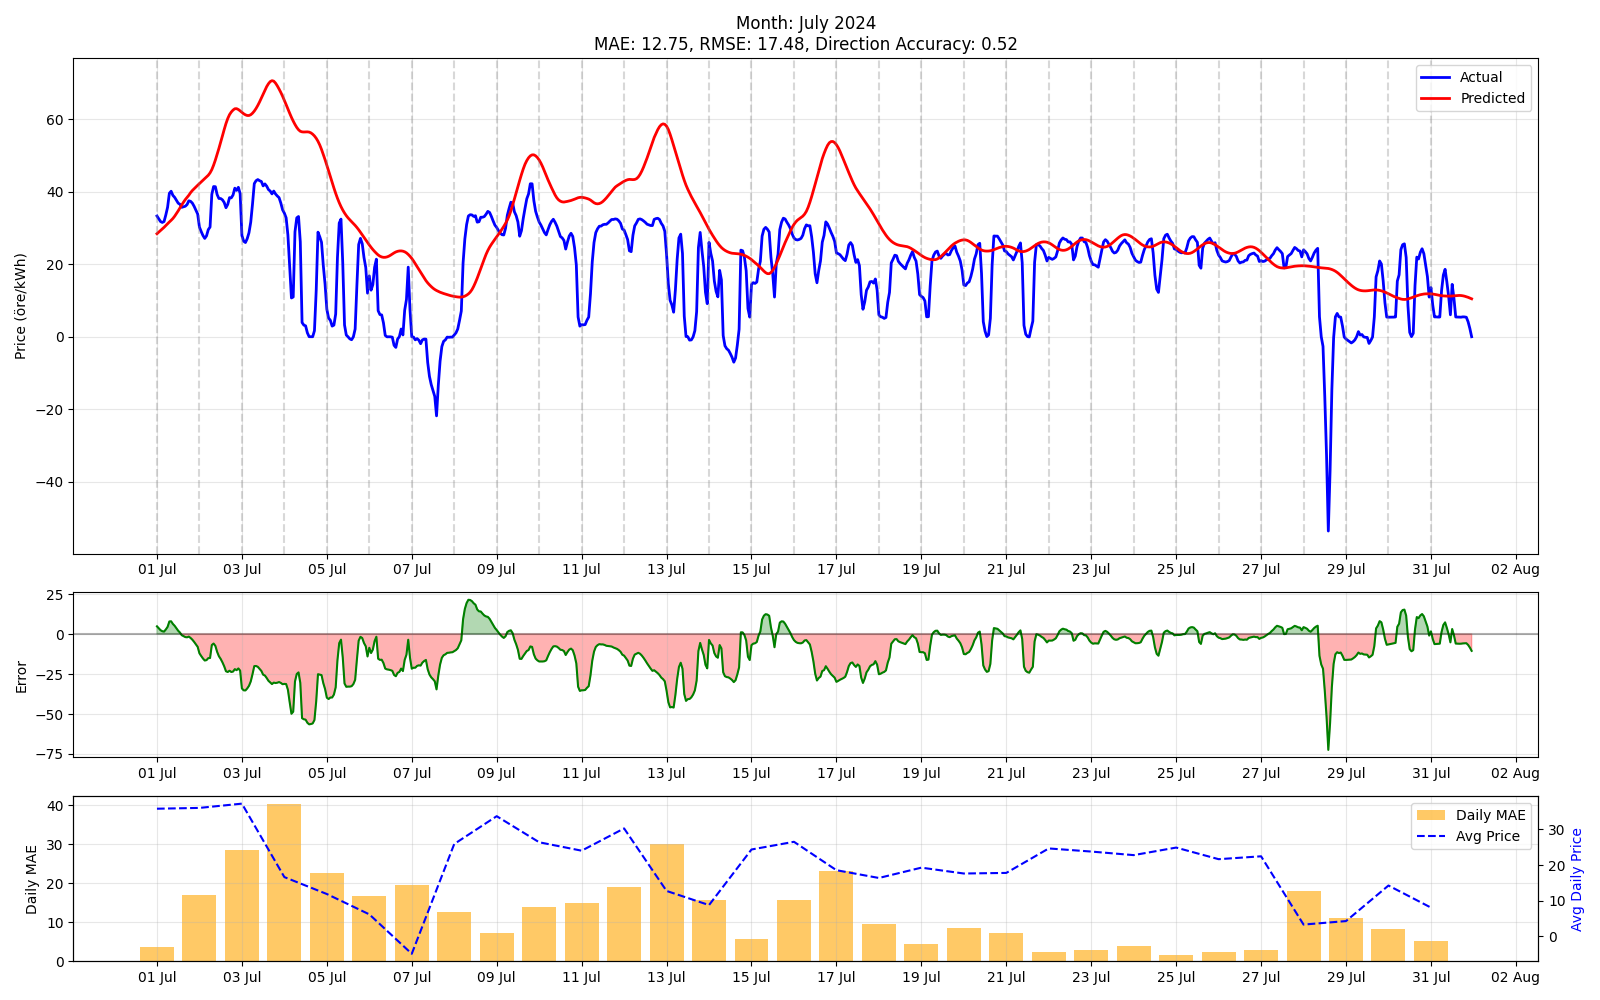 Month: July 2024
MAE: 12.75, RMSE: 17.48, Direction Accuracy: 0.52
Price (öre/kWh)
60
40
20
0
−20
−40
Actual
Predicted
01 Jul 03 Jul 05 Jul 07 Jul 09 Jul 11 Jul 13 Jul 15 Jul 17 Jul 19 Jul 21 Jul 23 Jul 25 Jul 27 Jul 29 Jul 31 Jul 02 Aug
Error
25
0
−25
−50
−75
01 Jul 03 Jul 05 Jul 07 Jul 09 Jul 11 Jul 13 Jul 15 Jul 17 Jul 19 Jul 21 Jul 23 Jul 25 Jul 27 Jul 29 Jul 31 Jul 02 Aug
Daily MAE
40
30
20
10
0
Daily MAE
Avg Price
30
20
10
0
Avg Daily Price
01 Jul 03 Jul 05 Jul 07 Jul 09 Jul 11 Jul 13 Jul 15 Jul 17 Jul 19 Jul 21 Jul 23 Jul 25 Jul 27 Jul 29 Jul 31 Jul 02 Aug